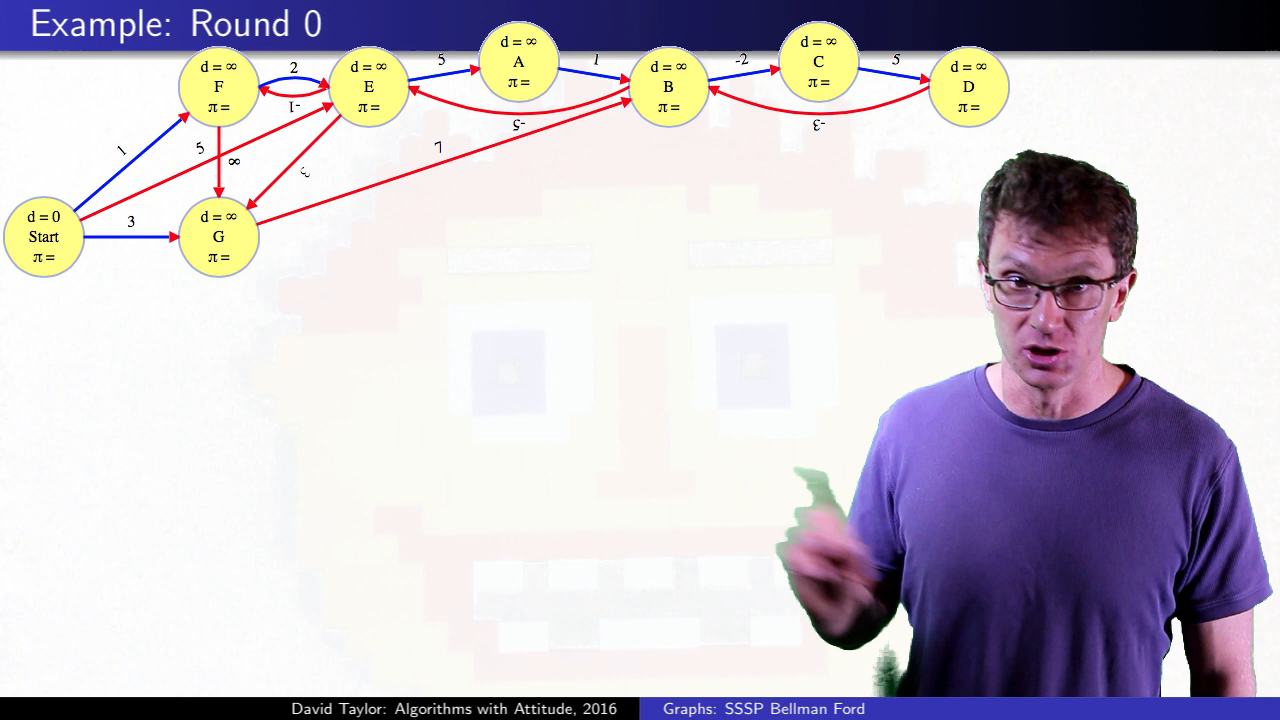 Example: Round 0
d = ∞
F
π =
d = ∞
E
π =
d = ∞
A
π =
d = ∞
B
π =
d = ∞
C
π =
d = ∞
D
π =
2
-1
5
1
-5
-2
5
-3
1
5
∞
3
7
3
d = 0
Start
π =
d = ∞
G
π =
David Taylor: Algorithms with Attitude, 2016
Graphs: SSSP Bellman Ford